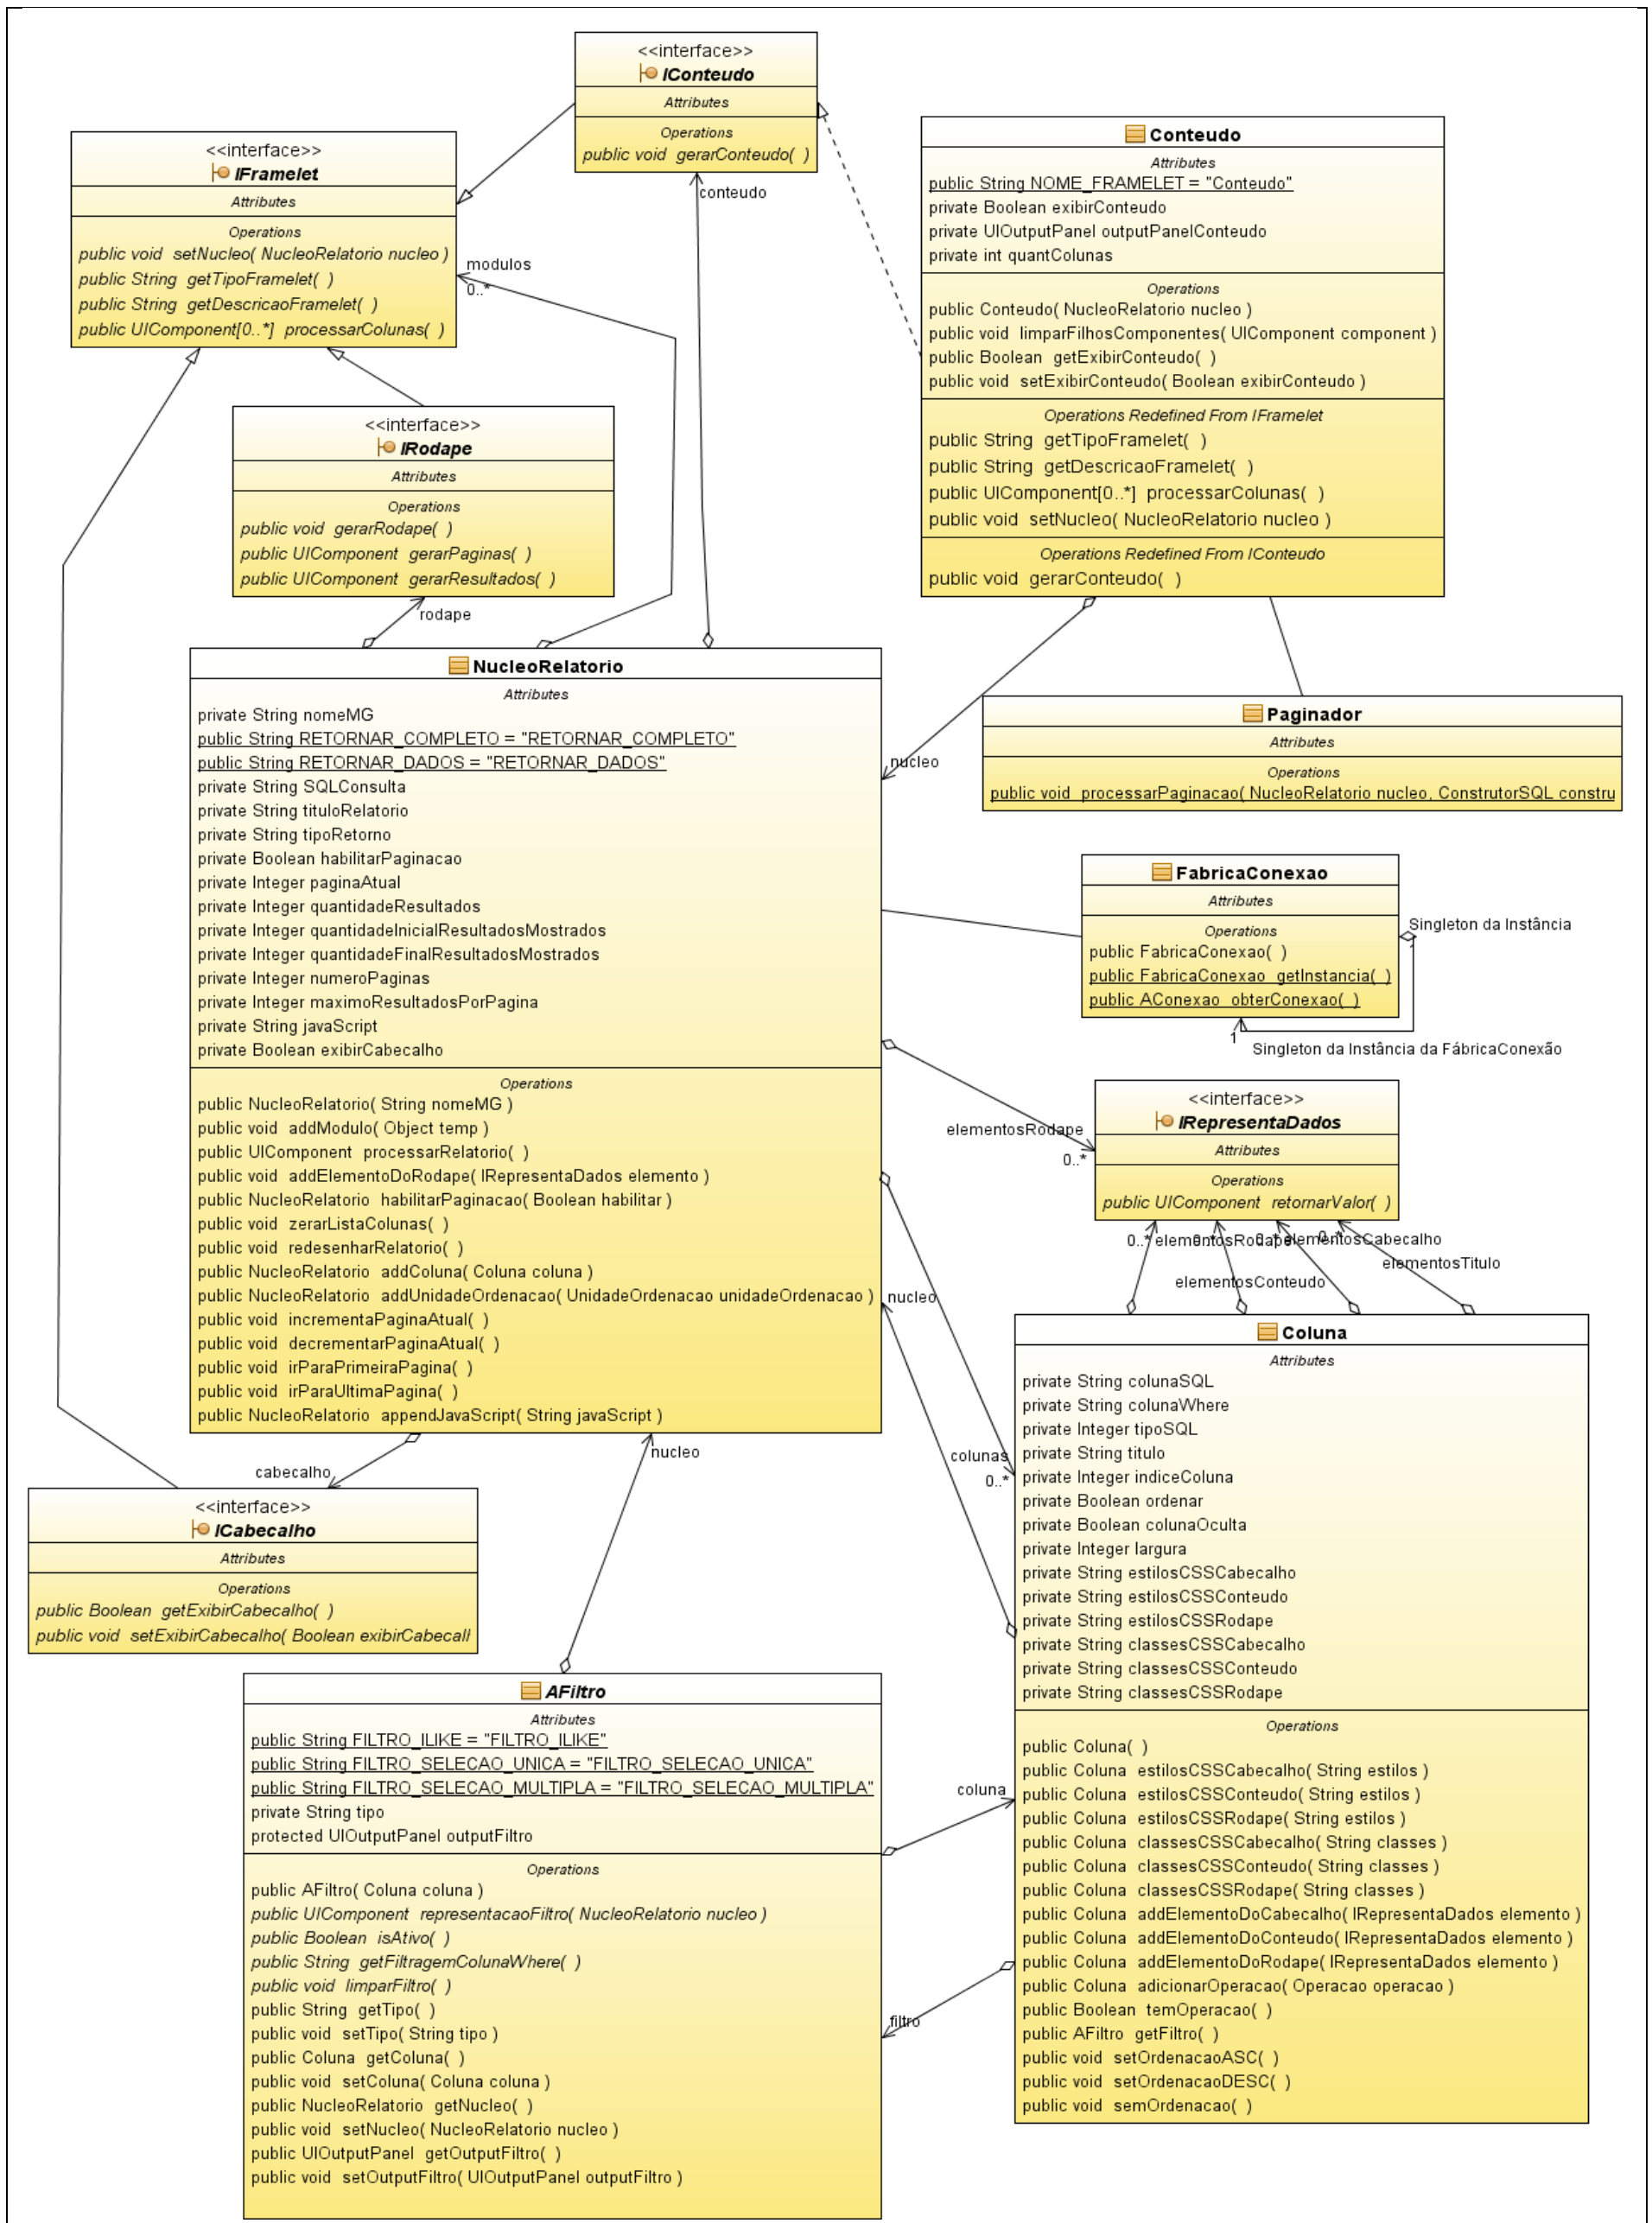 <<interface>>
IConteudo
Attributes
Operations
public void gerarConteudo( )
<<interface>>
IFramelet
Attributes
Operations
public void setNucleo( NucleoRelatorio nucleo )
public String getTipoFramelet( )
public String getDescricaoFramelet( )
public UIComponent[0..*] processarColunas( )
Conteudo
Attributes
public String NOME_FRAMELET = "Conteudo"
private Boolean exibirConteudo
private UIOutputPanel outputPanelConteudo
private int quantColunas
Operations
public Conteudo( NucleoRelatorio nucleo )
public void limparFilhosComponentes( UIComponent component )
public Boolean getExibirConteudo( )
public void setExibirConteudo( Boolean exibirConteudo )
Operations Redefined From IFramelet
public String getTipoFramelet( )
public String getDescricaoFramelet( )
public UIComponent[0..*] processarColunas( )
public void setNucleo( NucleoRelatorio nucleo )
Operations Redefined From IConteudo
public void gerarConteudo( )
conteudo
modulos
0..*
<<interface>>
IRodape
Attributes
Operations
public void gerarRodape( )
public UIComponent gerarPaginas( )
public UIComponent gerarResultados( )
rodape
NucleoRelatorio
Attributes
private String nomeMG
public String RETORNAR_COMPLETO = "RETORNAR_COMPLETO"
public String RETORNAR_DADOS = "RETORNAR_DADOS"
private String SQLConsulta
private String tituloRelatorio
private String tipoRetorno
private Boolean habilitarPaginacao
private Integer paginaAtual
private Integer quantidadeResultados
private Integer quantidadeInicialResultadosMostrados
private Integer quantidadeFinalResultadosMostrados
private Integer numeroPaginas
private Integer maximoResultadosPorPagina
private String javaScript
private Boolean exibirCabecalho
Operations
public NucleoRelatorio( String nomeMG )
public void addModulo( Object temp )
public UIComponent processarRelatorio( )
public void addElementoDoRodape( IRepresentaDados elemento )
public NucleoRelatorio habilitarPaginacao( Boolean habilitar )
public void zerarListaColunas( )
public void redesenharRelatorio( )
public NucleoRelatorio addColuna( Coluna coluna )
public NucleoRelatorio addUnidadeOrdenacao( UnidadeOrdenacao unidadeOrdenacao )
public void incrementaPaginaAtual( )
public void decrementarPaginaAtual( )
public void irParaPrimeiraPagina( )
public void irParaUltimaPagina( )
public NucleoRelatorio appendJavaScript( String javaScript )
nucleo
Paginador
Attributes
Operations
public void processarPaginacao( NucleoRelatorio nucleo, ConstrutorSQL constru
FabricaConexao
Attributes
Operations
public FabricaConexao( )
public FabricaConexao getInstancia( )
public AConexao obterConexao( )
Singleton da Instância
1
Singleton da Instância da FábricaConexão
<<interface>>
IRepresentaDados
Attributes
Operations
public UIComponent retornarValor( )
elementosRodape
0..*
0..* elementosRodape
0..*
0..*
elementosCabecalho
0..*
elementosTitulo
elementosConteudo
nucleo
colunas
0..*
Coluna
Attributes
private String colunaSQL
private String colunaWhere
private Integer tipoSQL
private String titulo
private Integer indiceColuna
private Boolean ordenar
private Boolean colunaOculta
private Integer largura
private String estilosCSSCabecalho
private String estilosCSSConteudo
private String estilosCSSRodape
private String classesCSSCabecalho
private String classesCSSConteudo
private String classesCSSRodape
Operations
public Coluna( )
public Coluna estilosCSSCabecalho( String estilos )
public Coluna estilosCSSConteudo( String estilos )
public Coluna estilosCSSRodape( String estilos )
public Coluna classesCSSCabecalho( String classes )
public Coluna classesCSSConteudo( String classes )
public Coluna classesCSSRodape( String classes )
public Coluna addElementoDoCabecalho( IRepresentaDados elemento )
public Coluna addElementoDoConteudo( IRepresentaDados elemento )
public Coluna addElementoDoRodape( IRepresentaDados elemento )
public Coluna adicionarOperacao( Operacao operacao )
public Boolean temOperacao( )
public AFiltro getFiltro( )
public void setOrdenacaoASC( )
public void setOrdenacaoDESC( )
public void semOrdenacao( )
cabecalho
nucleo
<<interface>>
ICabecalho
Attributes
Operations
public Boolean getExibirCabecalho( )
public void setExibirCabecalho( Boolean exibirCabecall
AFiltro
Attributes
public String FILTRO_ILIKE = "FILTRO_ILIKE"
public String FILTRO_SELECAO_UNICA = "FILTRO_SELECAO_UNICA"
public String FILTRO_SELECAO_MULTIPLA = "FILTRO_SELECAO_MULTIPLA"
private String tipo
protected UIOutputPanel outputFiltro
Operations
public AFiltro( Coluna coluna )
public UIComponent representacaoFiltro( NucleoRelatorio nucleo )
public Boolean isAtivo( )
public String getFiltragemColunaWhere( )
public void limparFiltro( )
public String getTipo( )
public void setTipo( String tipo )
public Coluna getColuna( )
public void setColuna( Coluna coluna )
public NucleoRelatorio getNucleo( )
public void setNucleo( NucleoRelatorio nucleo )
public UIOutputPanel getOutputFiltro( )
public void setOutputFiltro( UIOutputPanel outputFiltro )
coluna
filtro